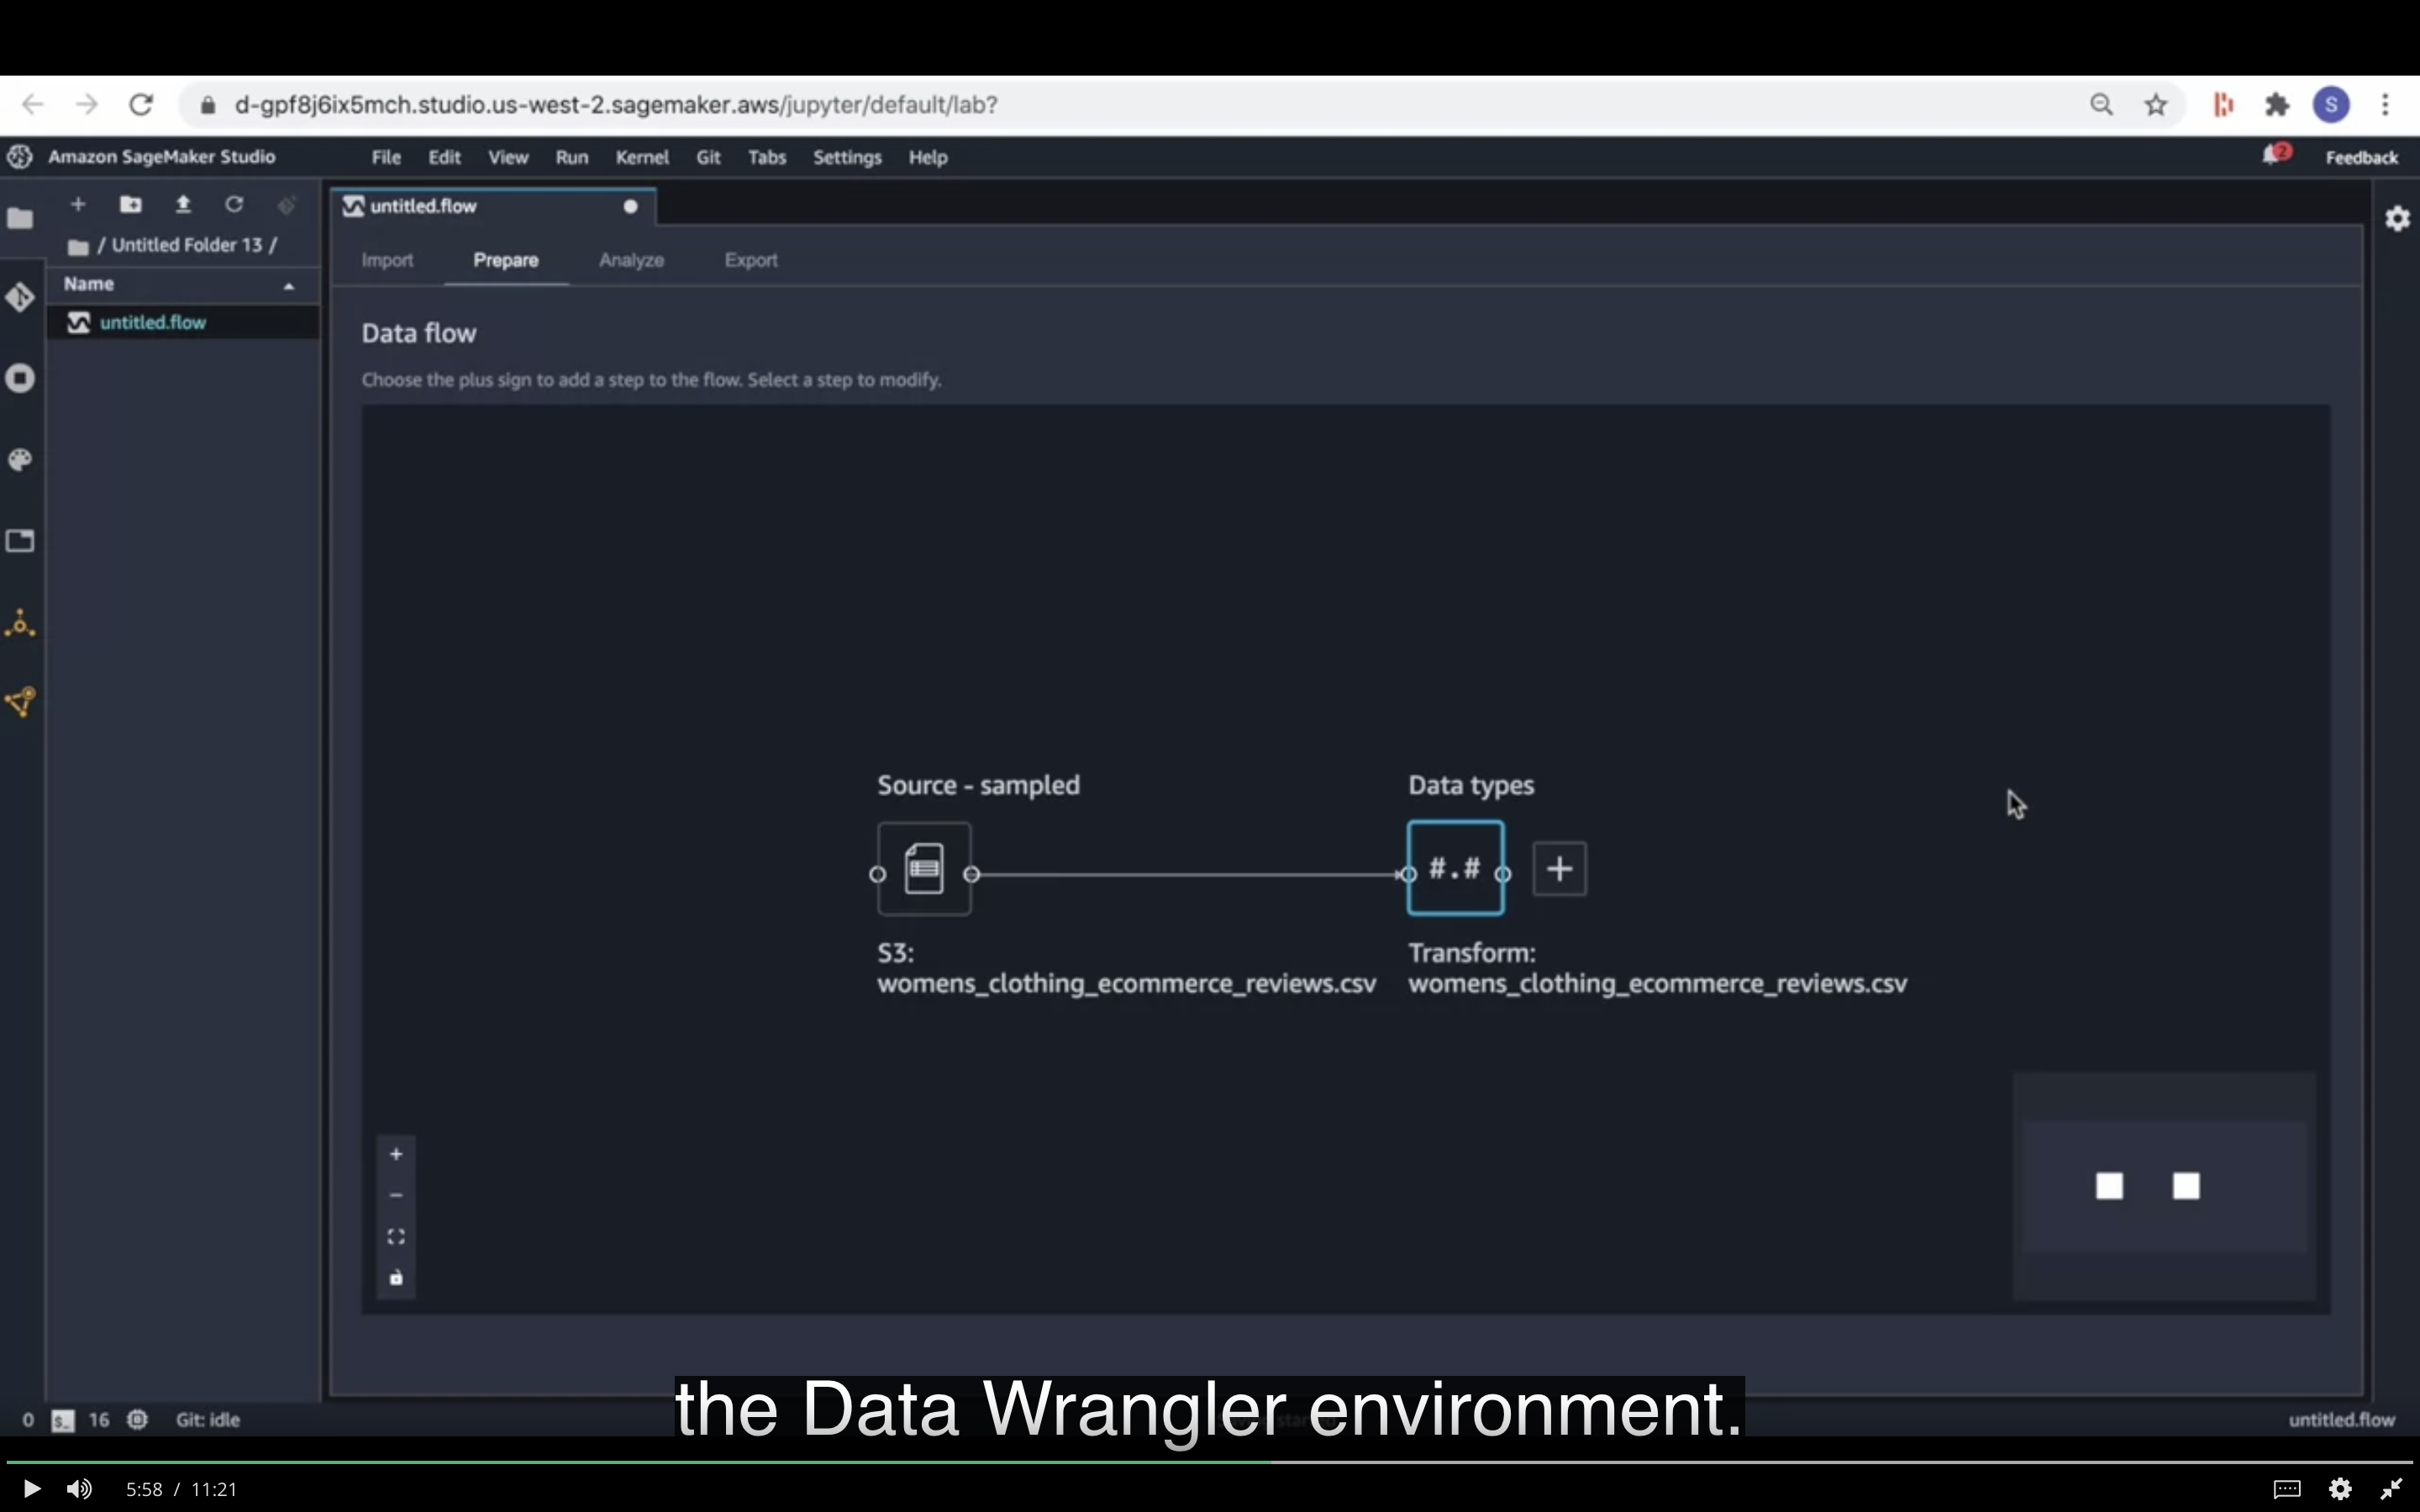 d-gpf8j6ix5mch.studio.us-west-2.sagemaker.aws/jupyter/default/lab?
S
Amazon SageMaker Studio File Edit View Run Kernel Git Tabs Settings Help 2 Feedback
untitled.flow
/ Untitled Folder 13 /
Import Prepare Analyze Export
Name
untitled.flow
Data flow
Choose the plus sign to add a step to the flow. Select a step to modify.
Source - sampled
Data types
#.#
S3:
womens_clothing_ecommerce_reviews.csv
Transform:
womens_clothing_ecommerce_reviews.csv
the Data Wrangler environment.
0 $_ 16 Git: idle
untitled.flow
5:58 / 11:21